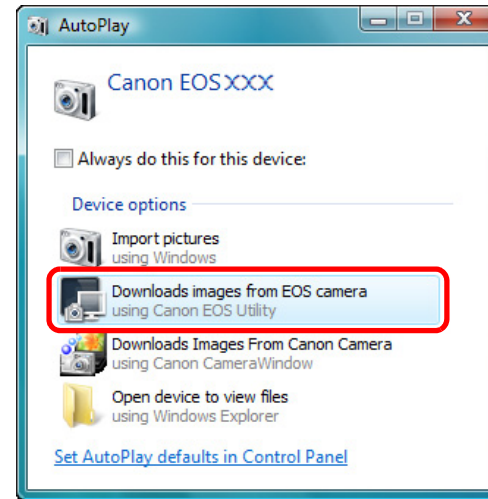 AutoPlay
Canon EOSXXX
Always do this for this device:
Device options
Import pictures
using Windows
Downloads images from EOS camera
using Canon EOS Utility
Downloads Images From Canon Camera
using Canon CameraWindow
Open device to view files
using Windows Explorer
Set AutoPlay defaults in Control Panel